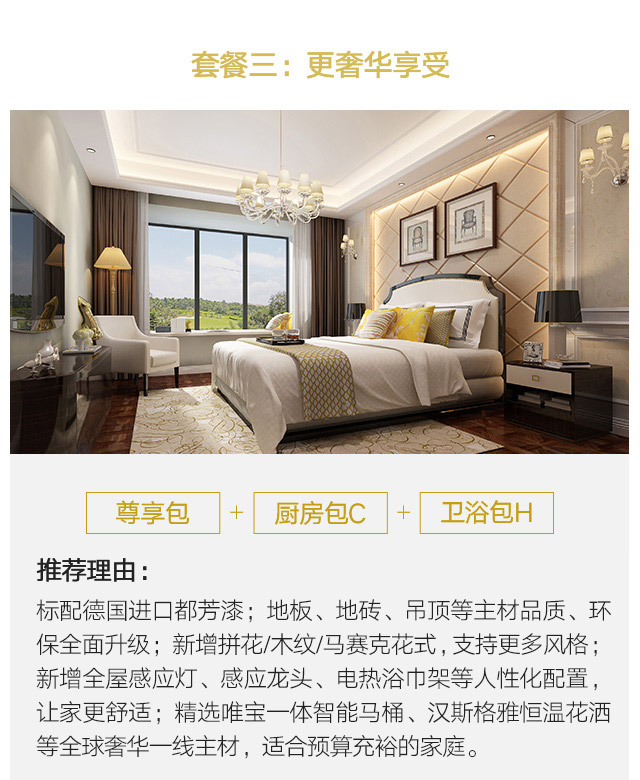 套餐三：更奢华享受
尊享包 + 厨房包C + 卫浴包H
推荐理由：
标配德国进口都芳漆；地板、地砖、吊顶等主材品质、环
保全面升级；新增拼花/木纹/马赛克花式，支持更多风格；
新增全屋感应灯、感应龙头、电热浴巾架等人性化配置，
让家更舒适；精选唯宝一体智能马桶、汉斯格雅恒温花洒
等全球奢华一线主材，适合预算充裕的家庭。